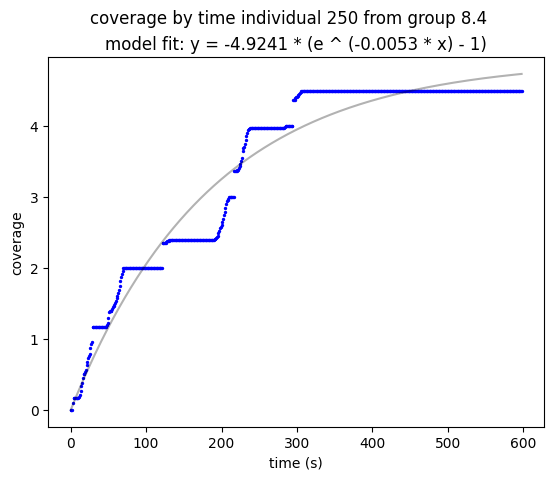 coverage by time individual 250 from group 8.4
model fit: y = -4.9241 * (e ^ (-0.0053 * x) - 1)
4
3
2
1
0
coverage
0 100 200 300 400 500 600
time (s)